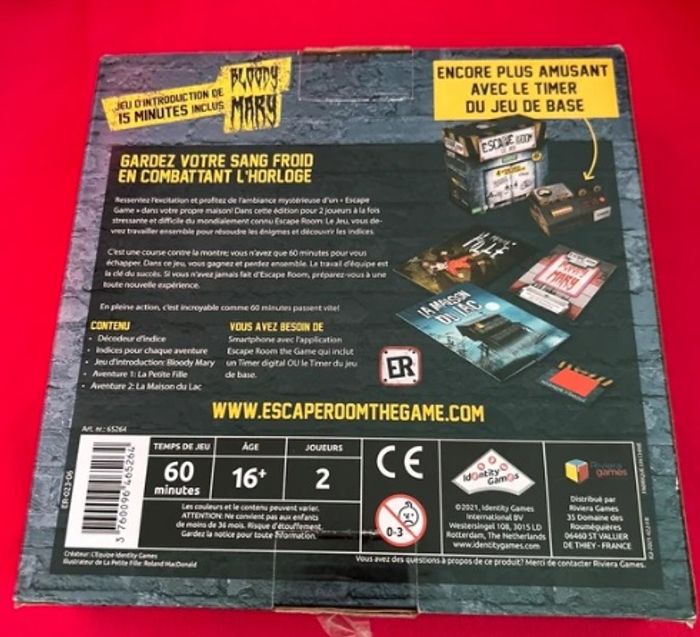 JEU D'INTRODUCTION DE
15 MINUTES INCLUS
BLOODY
MARY
ENCORE PLUS AMUSANT
AVEC LE TIMER
DU JEU DE BASE
ESCAPE ROOM
GARDEZ VOTRE SANG FROID
EN COMBATTANT L'HORLOGE
Ressentez l'excitation et profitez de l'ambiance mystérieuse d'un « Escape
Game » dans votre propre maison! Dans cette édition pour 2 joueurs à la fois
stressante et difficile du mondialement connu Escape Room: Le Jeu, vous de-
vrez travailler ensemble pour résoudre les énigmes et découvrir les indices.
C'est une course contre la montre; vous n'avez que 60 minutes pour vous
échapper. Dans ce jeu, vous gagnez et perdez ensemble. Le travail d'équipe est
la clé du succès. Si vous n'avez jamais fait d'Escape Room, préparez-vous à une
toute nouvelle expérience.
En pleine action, c'est incroyable comme 60 minutes passent vite!
BLOODY
MARY
LA MAISON
DU LAC
CONTENU
- Décodeur d'indice
- Indices pour chaque aventure
- Jeu d'introduction: Bloody Mary
- Aventure 1: La Petite Fille
- Aventure 2: La Maison du Lac
VOUS AVEZ BESOIN DE
Smartphone avec l'application
Escape Room the Game qui inclut
un Timer digital OU le Timer du jeu
de base.
ER
WWW.ESCAPEROOMTHEGAME.COM
Art. nr.: 65264
ER-023-06
3 760096 465264
TEMPS DE JEU
60
minutes
ÂGE
16+
JOUEURS
2
Les couleurs et le contenu peuvent varier.
ATTENTION: Ne convient pas aux enfants
de moins de 36 mois. Risque d'étouffement.
Gardez la notice pour toute information.
CE
0-3
Identity
Games
©2021, Identity Games
International BV
Westersingel 108, 3015 LD
Rotterdam, The Netherlands
www.identitygames.com
Riviera
games
Distribué par
Riviera Games
35 Domaine des
Rouméguières
06460 ST VALLIER
DE THIEY - FRANCE
Créateur: L'Equipe Identity Games
Illustrateur de La Petite Fille: Roland MacDonald
Vous avez des questions à propos de ce produit? Merci de contacter Riviera Games.